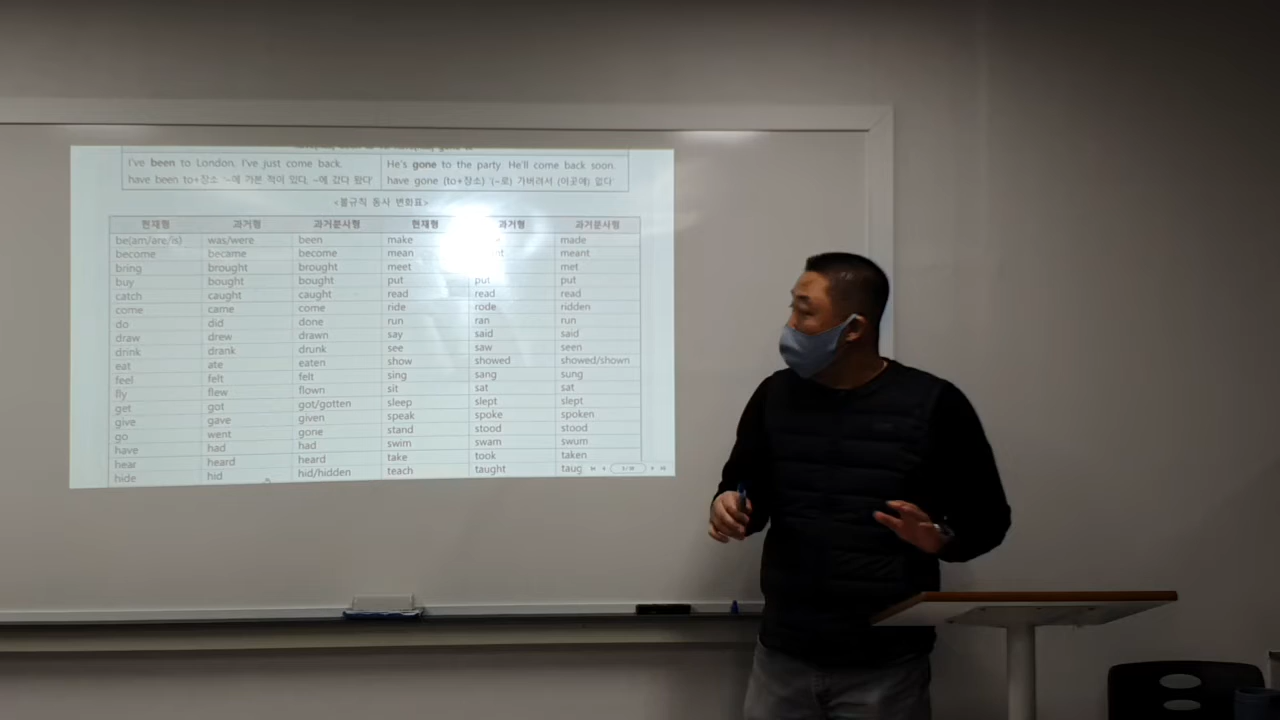 I've been to London. I've just come back. He's gone to the party. He'll come back soon.
have been to+장소 '~에 가본 적이 있다, ~에 갔다 왔다' have gone (to+장소) '(~로) 가버려서 (이곳에) 없다'
<불규칙 동사 변화표>
현재형 과거형 과거분사형 현재형 과거형 과거분사형
be(am/are/is) was/were been make made
become became become mean meant
bring brought brought meet met
buy bought bought put put put
catch caught caught read read read
come came come ride rode ridden
do did done run ran run
draw drew drawn say said said
drink drank drunk see saw seen
eat ate eaten show showed showed/shown
feel felt felt sing sang sung
fly flew flown sit sat sat
get got got/gotten sleep slept slept
give gave given speak spoke spoken
go went gone stand stood stood
have had had swim swam swum
hear heard heard take took taken
hide hid hid/hidden teach taught taug